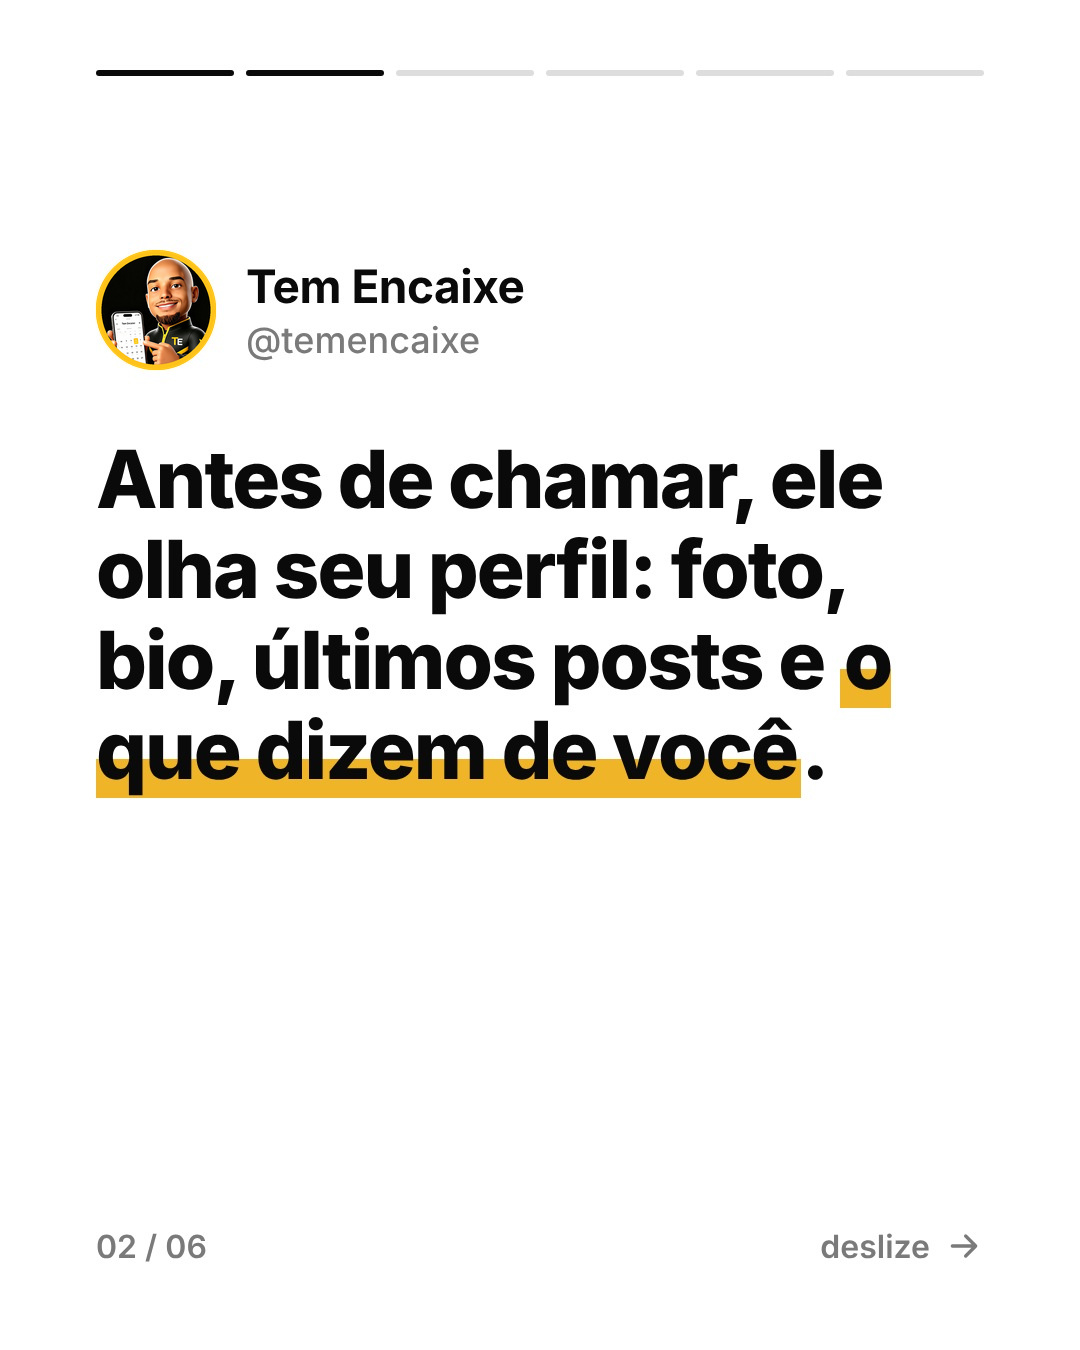 Tem Encaixe
@temencaixe
TE
Antes de chamar, ele
olha seu perfil: foto,
bio, últimos posts e o
que dizem de você.
02 / 06
deslize →